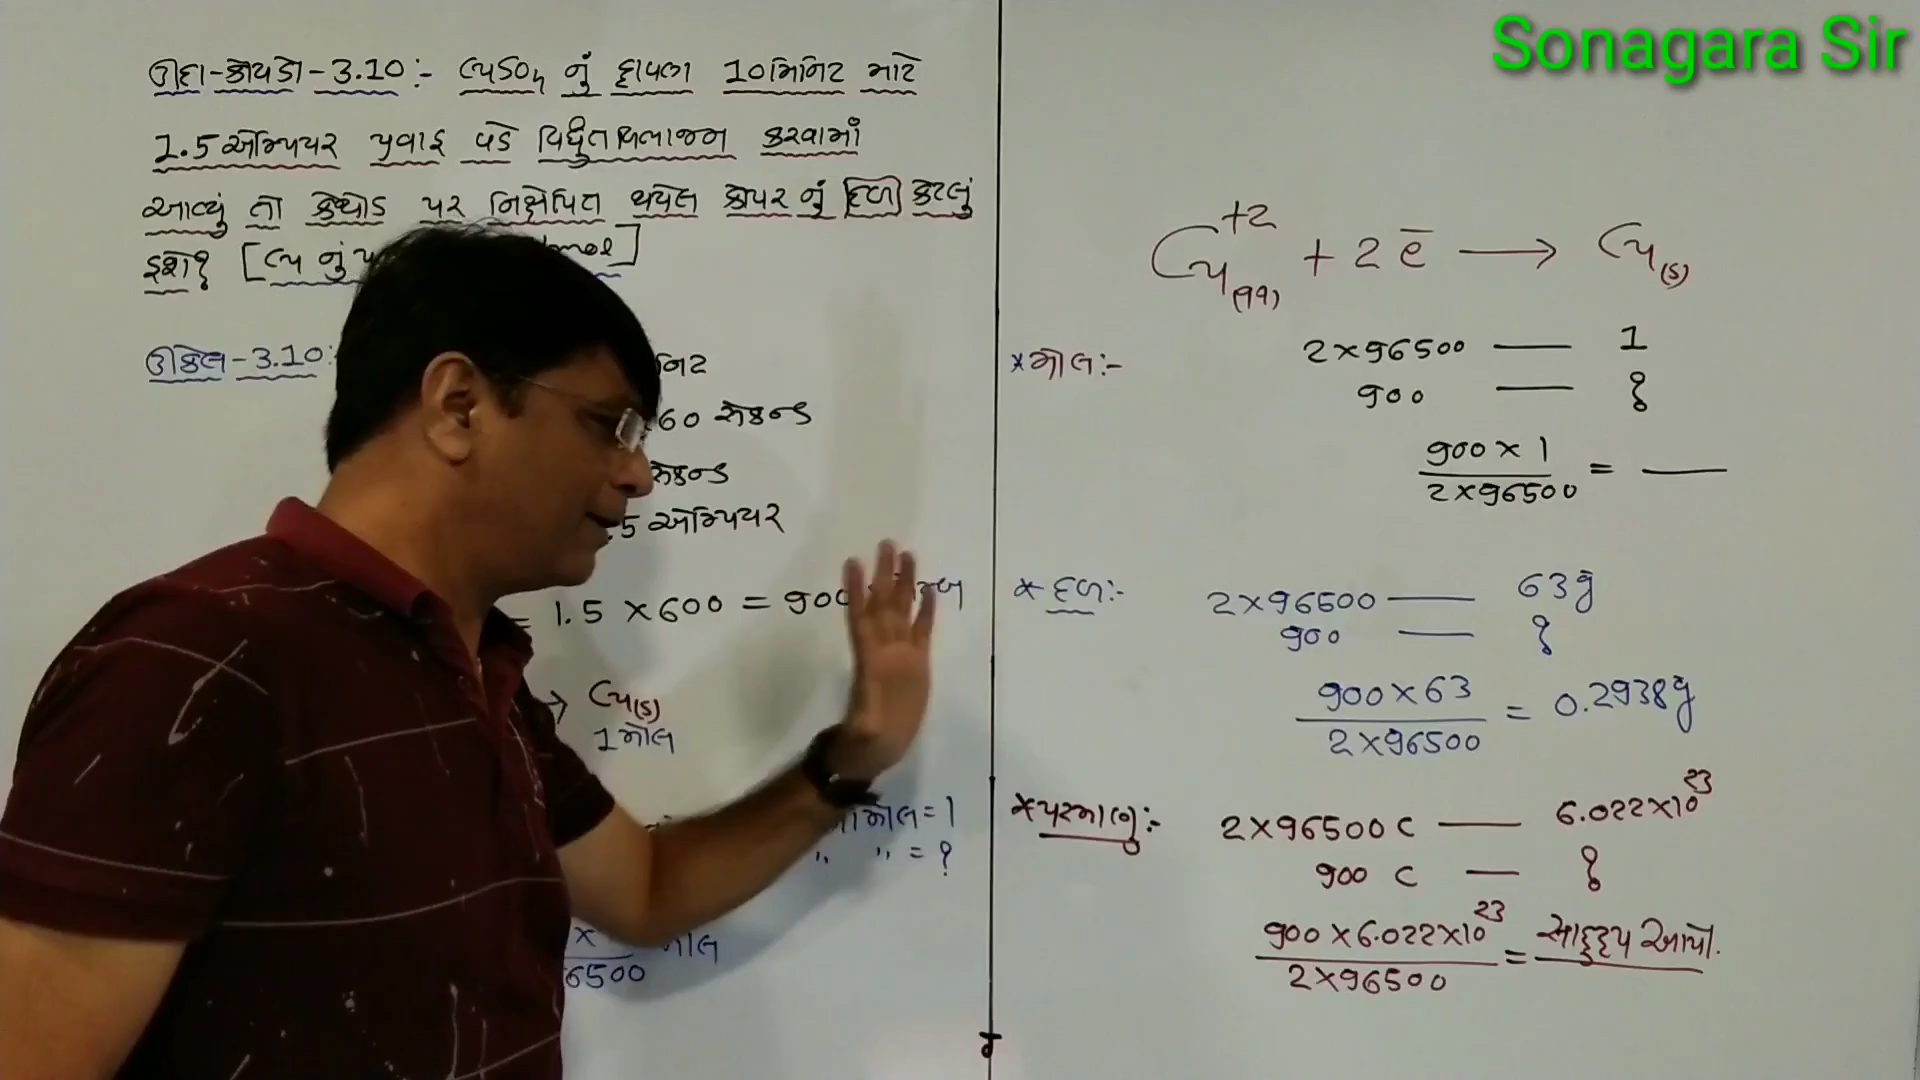 Sonagara Sir
ઉદા-કોયડો-3.10:- CuSO4 નું દ્રાવણ 10 મિનિટ માટે
1.5 એમ્પિયર પ્રવાહ વડે વિદ્યુતવિભાજન કરવામાં
આવ્યું તો કેથોડ પર નિક્ષેપિત થયેલ કોપર નું દળ કેટલું
હશે? [Cu નું
ઉકેલ-3.10:
60 સેકન્ડ
સેકન્ડ
.5 એમ્પિયર
= 1.5 × 600 = 900
→ Cu(s)
1 મોલ
મોલ = 1
" " = ?
×
મોલ
96500
Cu+2(aq) + 2e̅ → Cu(s)
*મોલ:- 2×96500 — 1
900 — ?
900 × 1
2×96500 = —
*દળ:- 2×96500 — 63g
900 — ?
900 × 63
2×96500 = 0.2938g
*પરમાણુ:- 2×96500 C — 6.022×10^23
900 C — ?
900 × 6.022×10^23
2×96500 = સાદુરૂપ આપો.